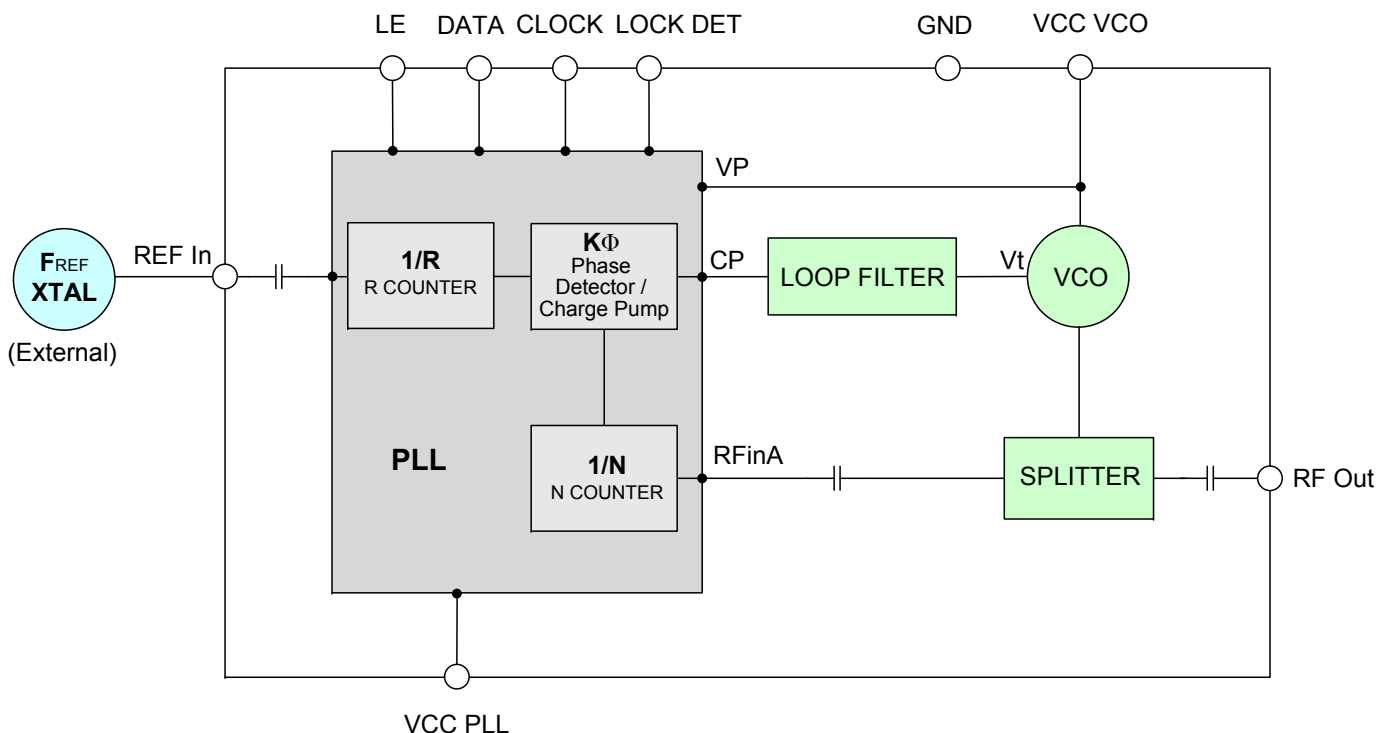 LE
DATA
CLOCK
LOCK DET
GND
VCC VCO
VP
FREF
XTAL
(External)
REF In
1/R
R COUNTER
KΦ
Phase
Detector /
Charge Pump
CP
LOOP FILTER
Vt
VCO
PLL
1/N
N COUNTER
RFinA
SPLITTER
RF Out
VCC PLL